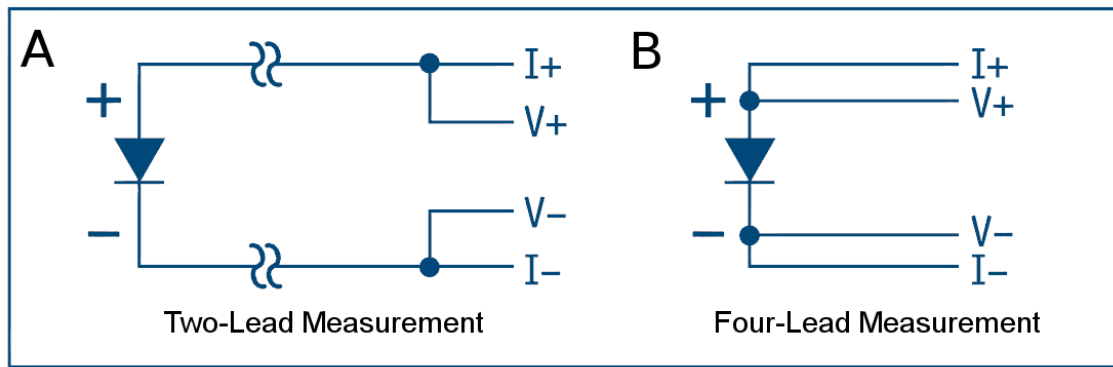 A
I+
+
V+
−
V−
I−
Two-Lead Measurement
B
I+
+
V+
−
V−
I−
Four-Lead Measurement